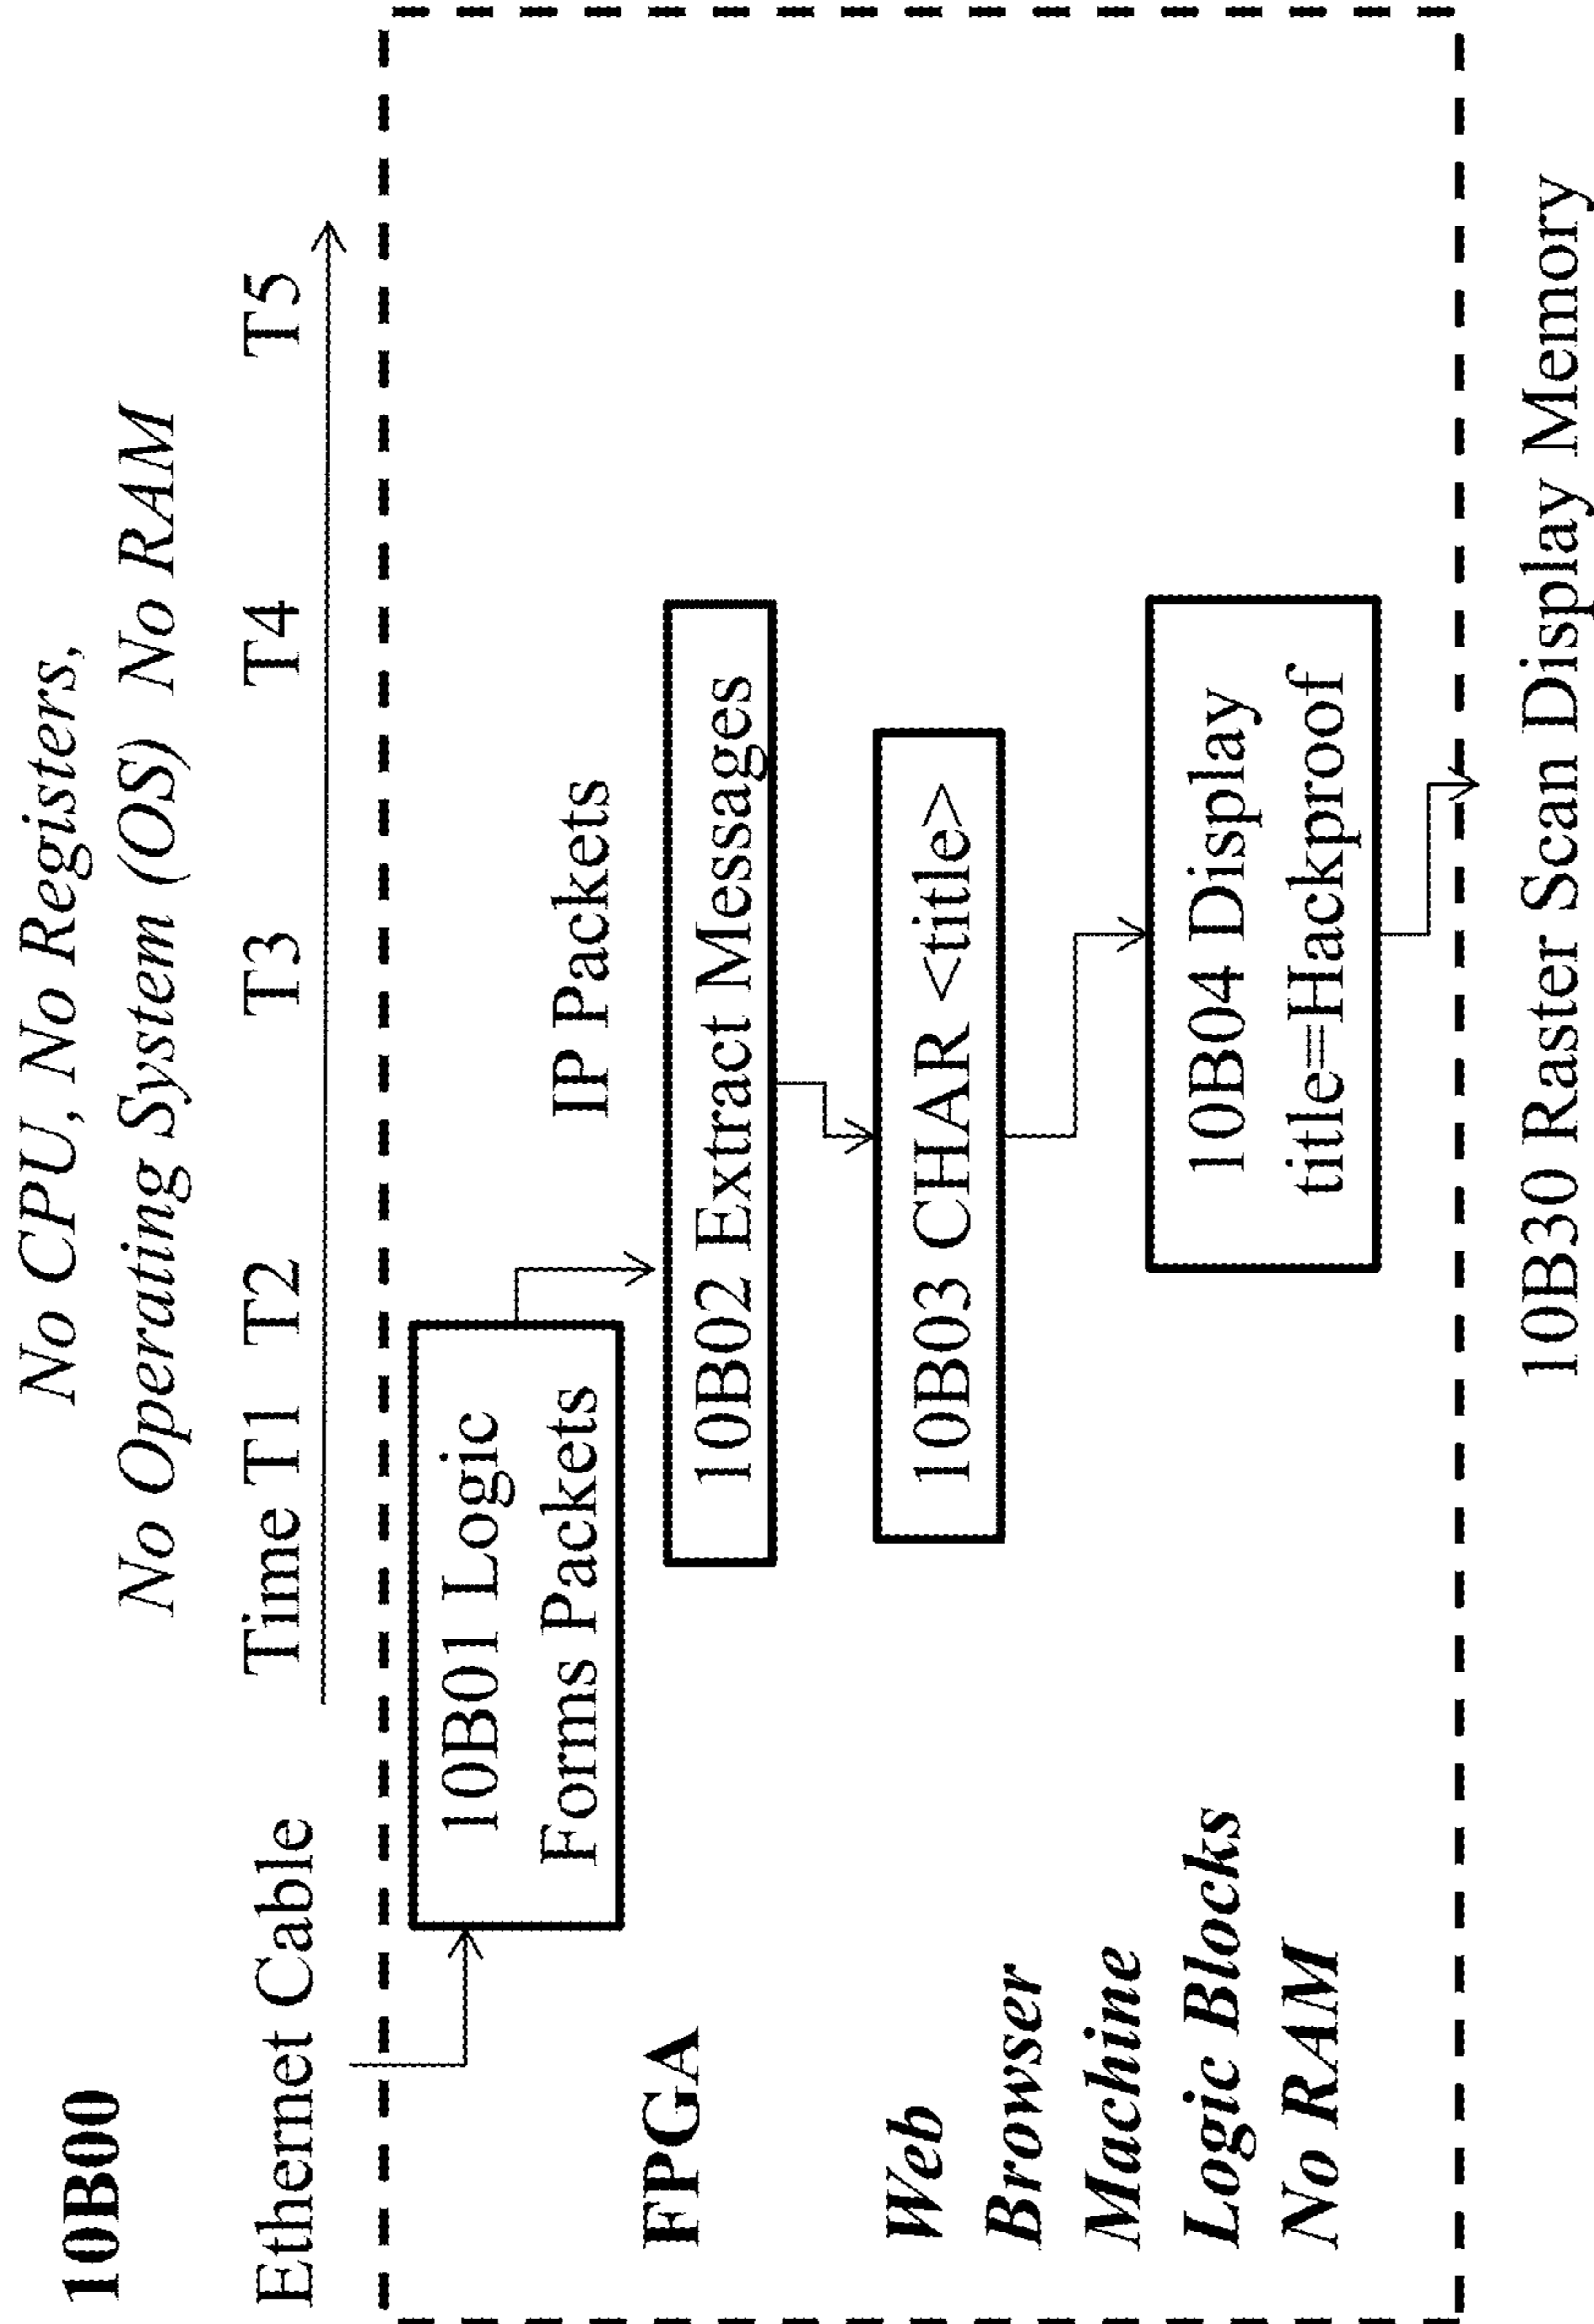 10B00
No CPU, No Registers,
No Operating System (OS) No RAM
Ethernet Cable
Time T1 T2 T3 T4 T5
10B01 Logic
Forms Packets
IP Packets
FPGA
10B02 Extract Messages
Web
Browser
Machine
Logic Blocks
No RAM
10B03 CHAR <title>
10B04 Display
title=Hackproof
10B30 Raster Scan Display Memory